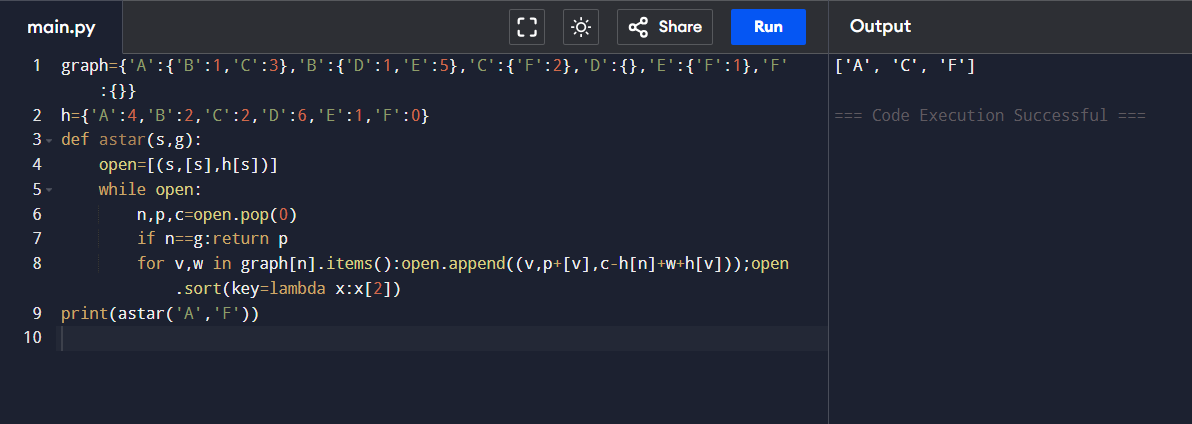 main.py
Share
Run
Output
1 graph={'A':{'B':1,'C':3},'B':{'D':1,'E':5},'C':{'F':2},'D':{},'E':{'F':1},'F'
:{}}
2 h={'A':4,'B':2,'C':2,'D':6,'E':1,'F':0}
3 def astar(s,g):
4 open=[(s,[s],h[s])]
5 while open:
6 n,p,c=open.pop(0)
7 if n==g:return p
8 for v,w in graph[n].items():open.append((v,p+[v],c-h[n]+w+h[v]));open
.sort(key=lambda x:x[2])
9 print(astar('A','F'))
10
['A', 'C', 'F']
=== Code Execution Successful ===